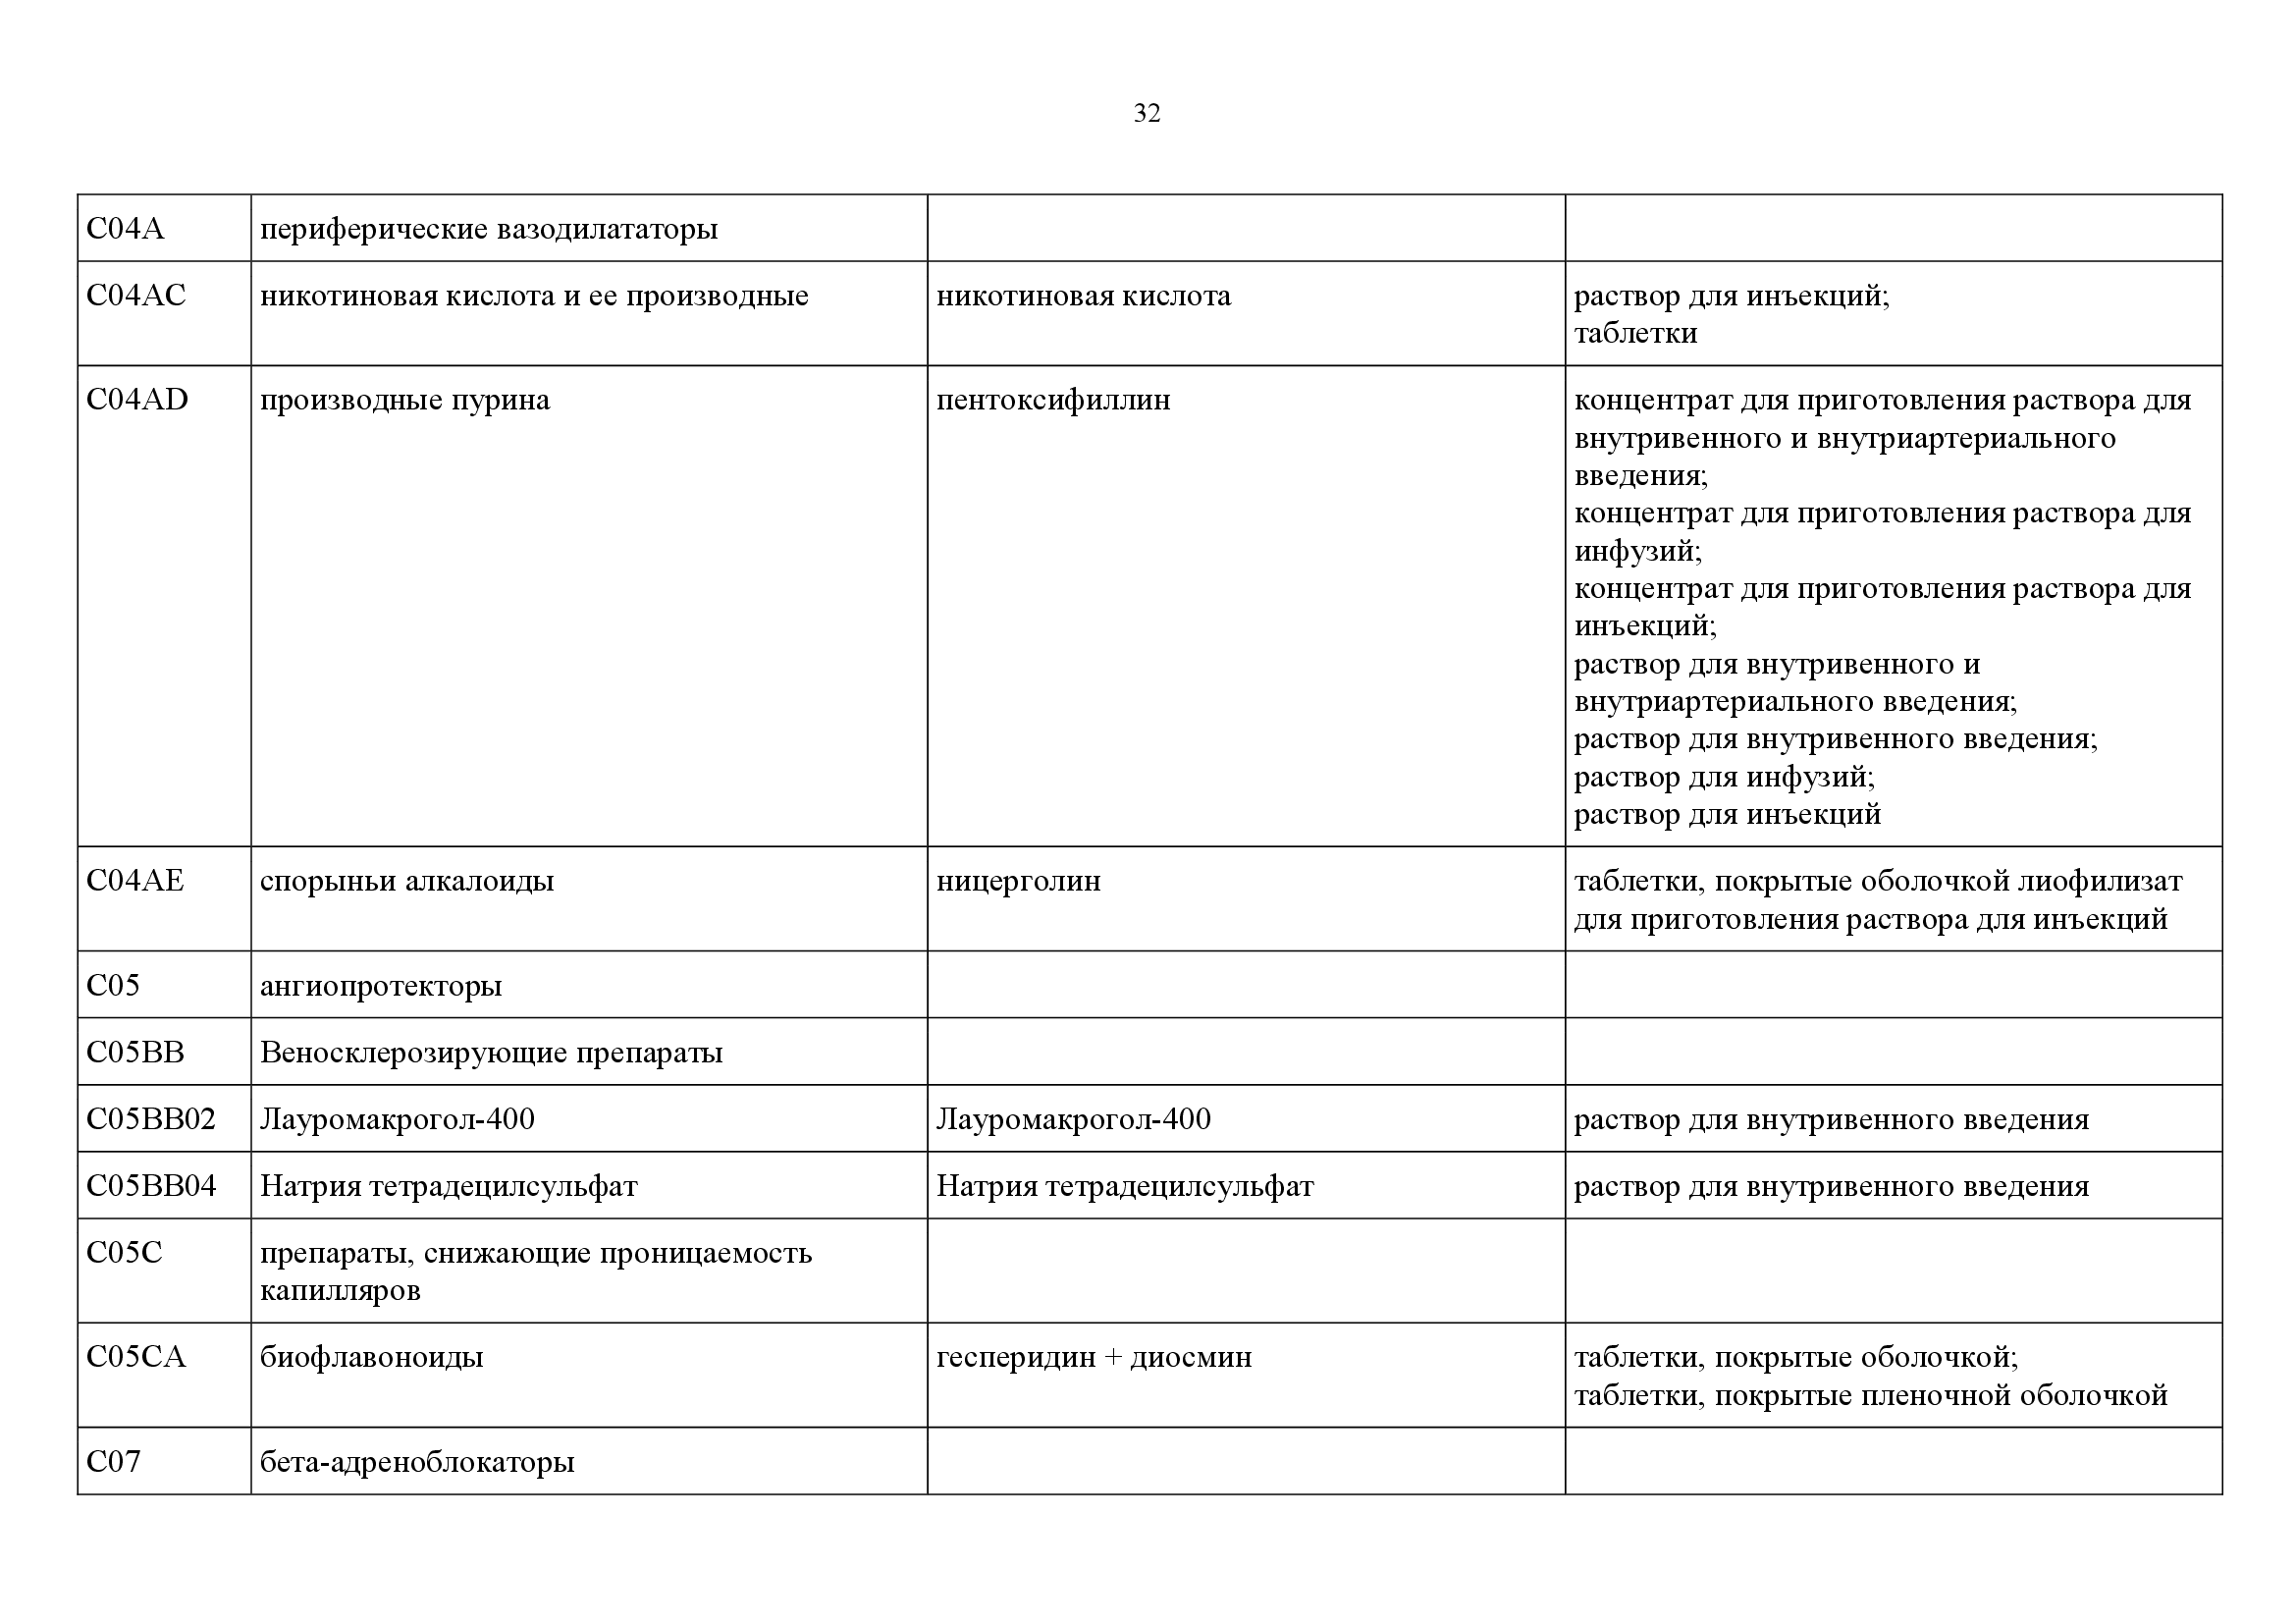 32
C04A периферические вазодилататоры
C04AC никотиновая кислота и ее производные никотиновая кислота раствор для инъекций;
таблетки
C04AD производные пурина пентоксифиллин концентрат для приготовления раствора для
внутривенного и внутриартериального
введения;
концентрат для приготовления раствора для
инфузий;
концентрат для приготовления раствора для
инъекций;
раствор для внутривенного и
внутриартериального введения;
раствор для внутривенного введения;
раствор для инфузий;
раствор для инъекций
C04AE спорыньи алкалоиды ницерголин таблетки, покрытые оболочкой лиофилизат
для приготовления раствора для инъекций
C05 ангиопротекторы
C05BB Веносклерозирующие препараты
C05BB02 Лауромакрогол-400 Лауромакрогол-400 раствор для внутривенного введения
C05BB04 Натрия тетрадецилсульфат Натрия тетрадецилсульфат раствор для внутривенного введения
C05C препараты, снижающие проницаемость
капилляров
C05CA биофлавоноиды гесперидин + диосмин таблетки, покрытые оболочкой;
таблетки, покрытые пленочной оболочкой
C07 бета-адреноблокаторы